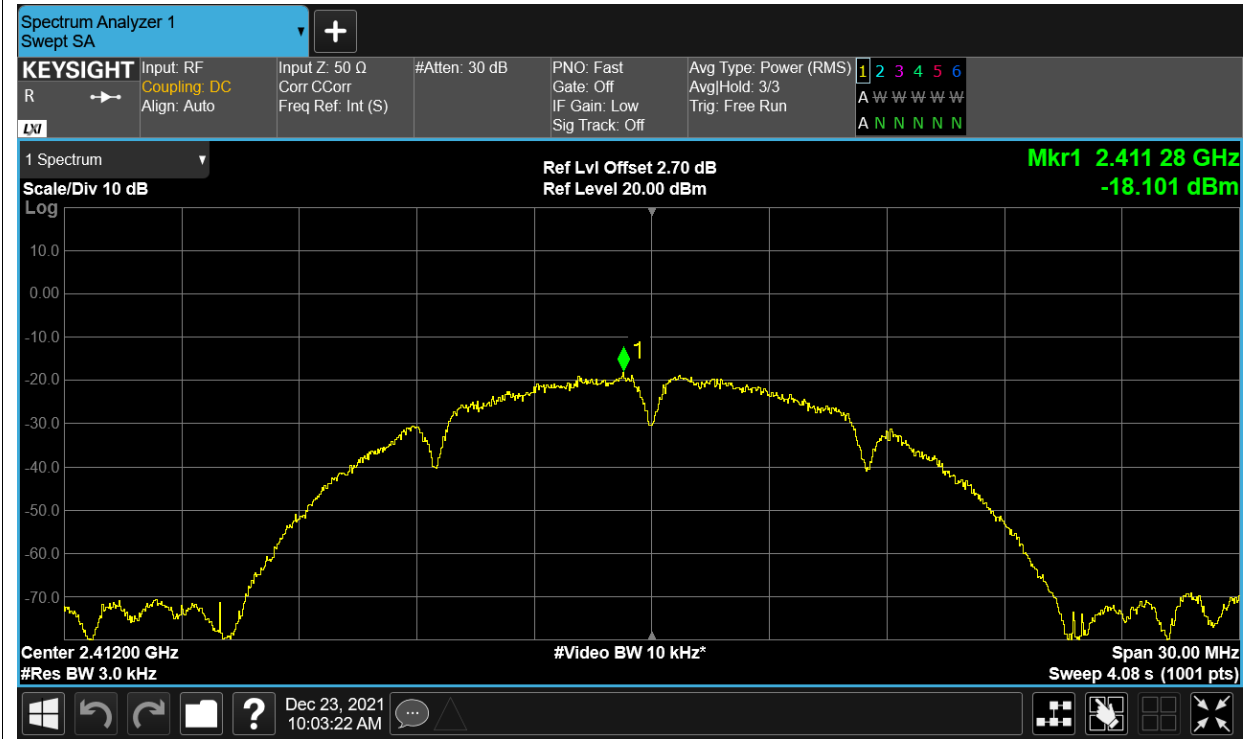 Spectrum Analyzer 1
Swept SA
+
KEYSIGHT
R
LXI
Input: RF
Coupling: DC
Align: Auto
Input Z: 50 Ω
Corr CCorr
Freq Ref: Int (S)
#Atten: 30 dB
PNO: Fast
Gate: Off
IF Gain: Low
Sig Track: Off
Avg Type: Power (RMS)
Avg|Hold: 3/3
Trig: Free Run
1 2 3 4 5 6
A W W W W W
A N N N N N
1 Spectrum
Scale/Div 10 dB
Log
Ref Lvl Offset 2.70 dB
Ref Level 20.00 dBm
Mkr1 2.411 28 GHz
-18.101 dBm
10.0
0.00
-10.0
1
-20.0
-30.0
-40.0
-50.0
-60.0
-70.0
Center 2.41200 GHz
#Res BW 3.0 kHz
#Video BW 10 kHz*
Span 30.00 MHz
Sweep 4.08 s (1001 pts)
?
Dec 23, 2021
10:03:22 AM